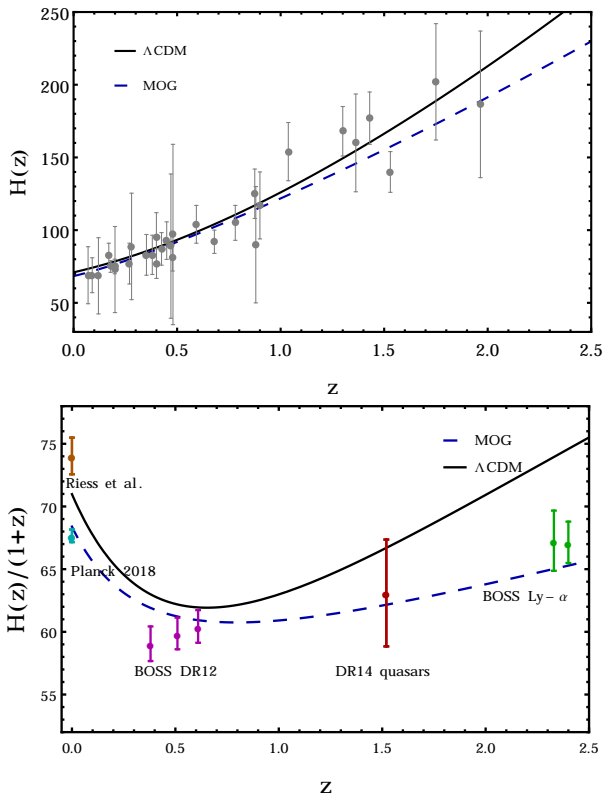 250
200
150
100
50
H(z)
ΛCDM
MOG
0.0 0.5 1.0 1.5 2.0 2.5
z
75
70
65
60
55
H(z)/(1+z)
MOG
ΛCDM
Riess et al.
Planck 2018
BOSS Ly-α
BOSS DR12
DR14 quasars
0.0 0.5 1.0 1.5 2.0 2.5
z